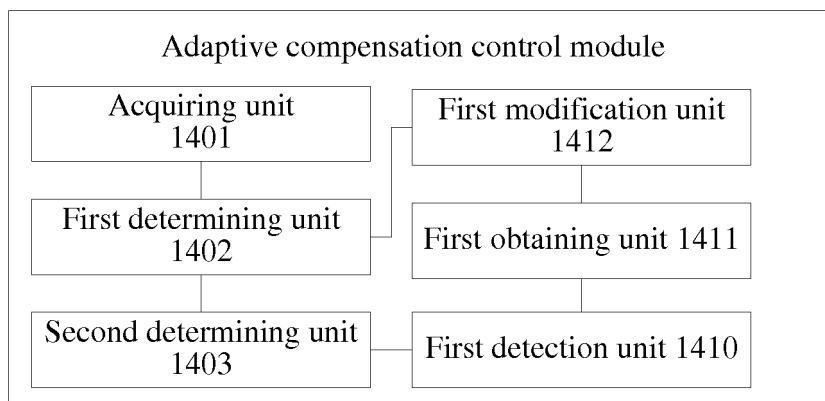 Adaptive compensation control module
Acquiring unit
1401
First determining unit
1402
Second determining unit
1403
First modification unit
1412
First obtaining unit 1411
First detection unit 1410